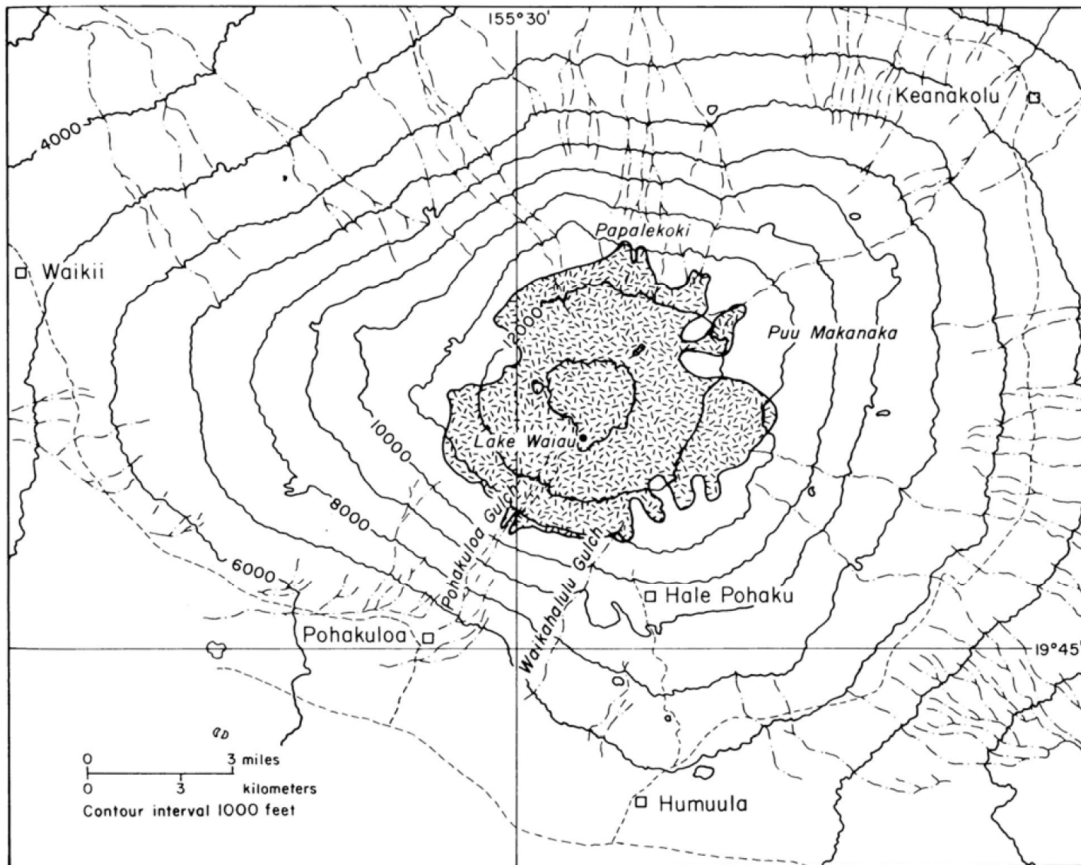 155°30'
Keanakolu
4000
Papalekoki
Waikii
Puu Makanaka
12000
10000
Lake Waiau
8000
Pohakuloa Gulch
6000
Waikahalulu Gulch
Hale Pohaku
Pohakuloa
19°45'
0 3 miles
0 3 kilometers
Contour interval 1000 feet
Humuula